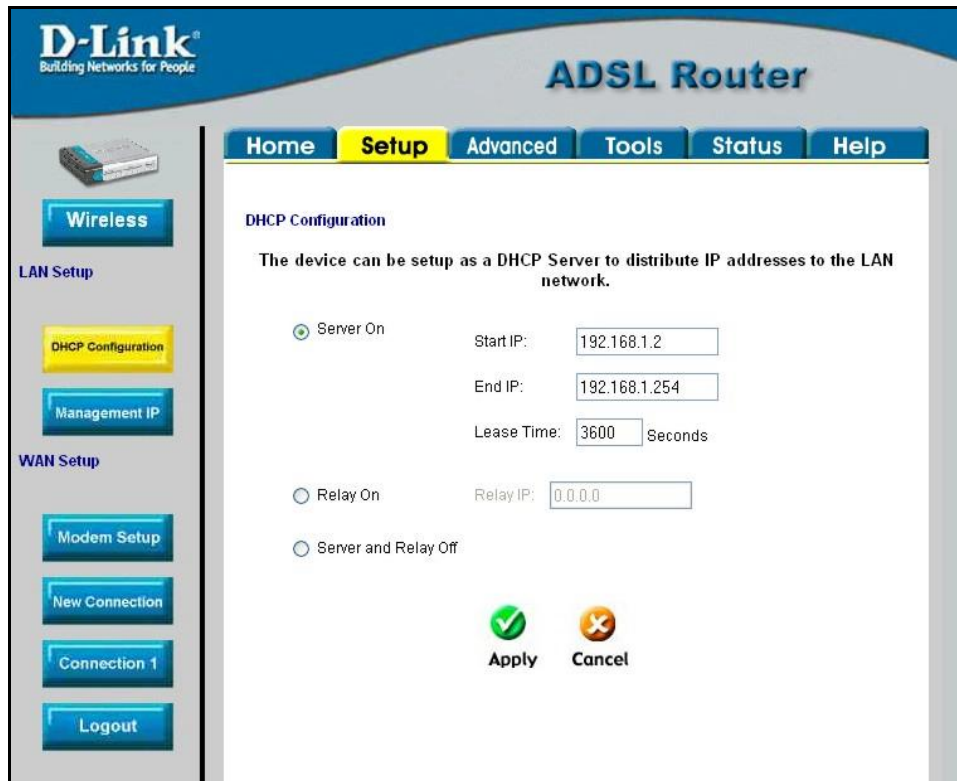 D-Link®
Building Networks for People
ADSL Router
Home Setup Advanced Tools Status Help
Wireless
LAN Setup
DHCP Configuration
Management IP
WAN Setup
Modem Setup
New Connection
Connection 1
Logout
DHCP Configuration
The device can be setup as a DHCP Server to distribute IP addresses to the LAN
network.
Server On
Start IP: 192.168.1.2
End IP: 192.168.1.254
Lease Time: 3600 Seconds
Relay On Relay IP: 0.0.0.0
Server and Relay Off
Apply Cancel